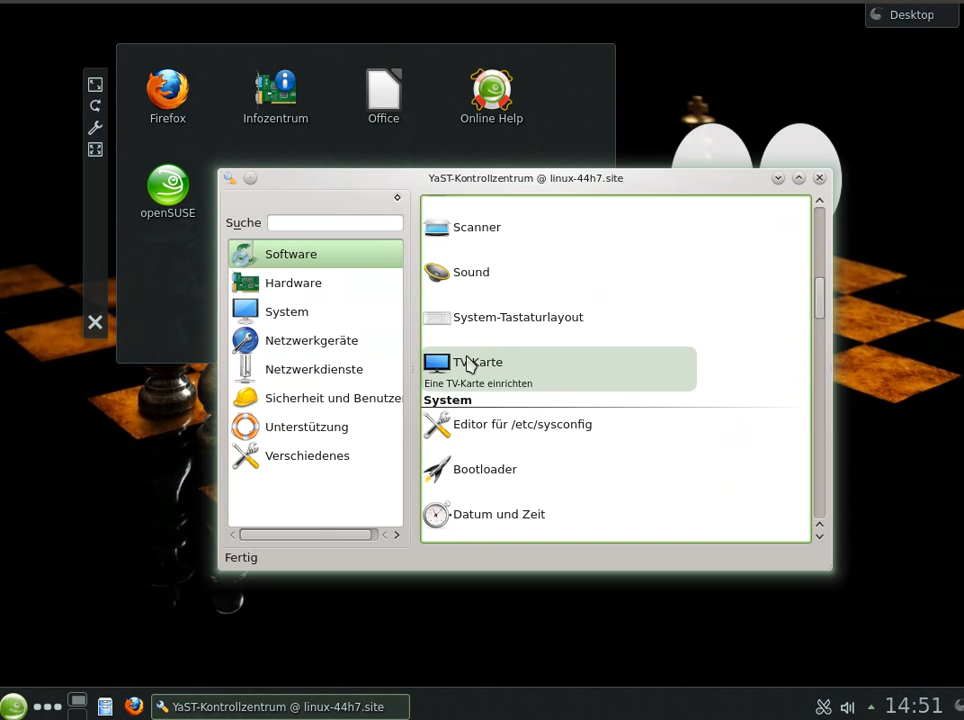 Desktop
Firefox
Infozentrum
Office
Online Help
openSUSE
YaST-Kontrollzentrum @ linux-44h7.site
Suche
Software
Hardware
System
Netzwerkgeräte
Netzwerkdienste
Sicherheit und Benutzer
Unterstützung
Verschiedenes
Scanner
Sound
System-Tastaturlayout
TV-Karte
Eine TV-Karte einrichten
System
Editor für /etc/sysconfig
Bootloader
Datum und Zeit
Fertig
YaST-Kontrollzentrum @ linux-44h7.site
14:51